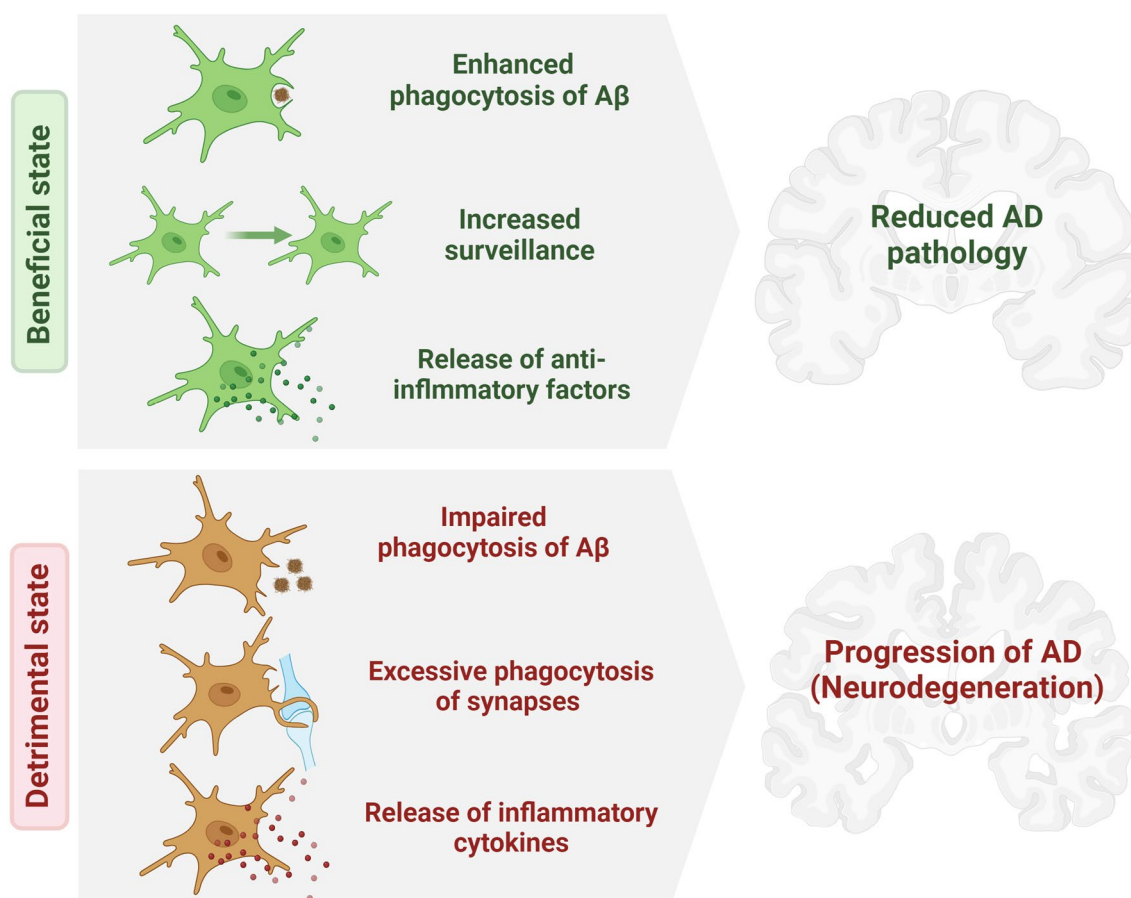 Beneficial state
Enhanced
phagocytosis of Aβ
Increased
surveillance
Release of anti-
inflmmatory factors
Reduced AD
pathology
Detrimental state
Impaired
phagocytosis of Aβ
Excessive phagocytosis
of synapses
Release of inflammatory
cytokines
Progression of AD
(Neurodegeneration)